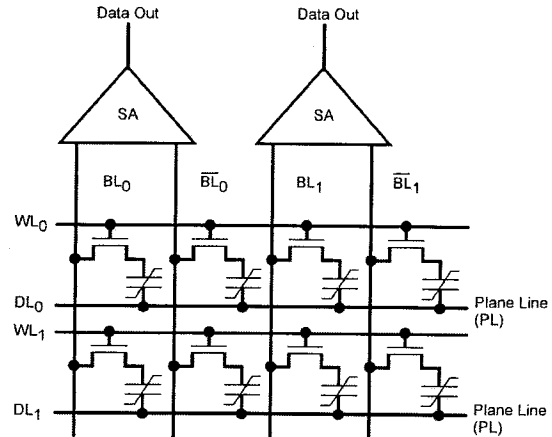 Data Out
Data Out
SA
SA
BL₀
B̅L̅₀
BL₁
B̅L̅₁
WL₀
DL₀
Plane Line
(PL)
WL₁
DL₁
Plane Line
(PL)